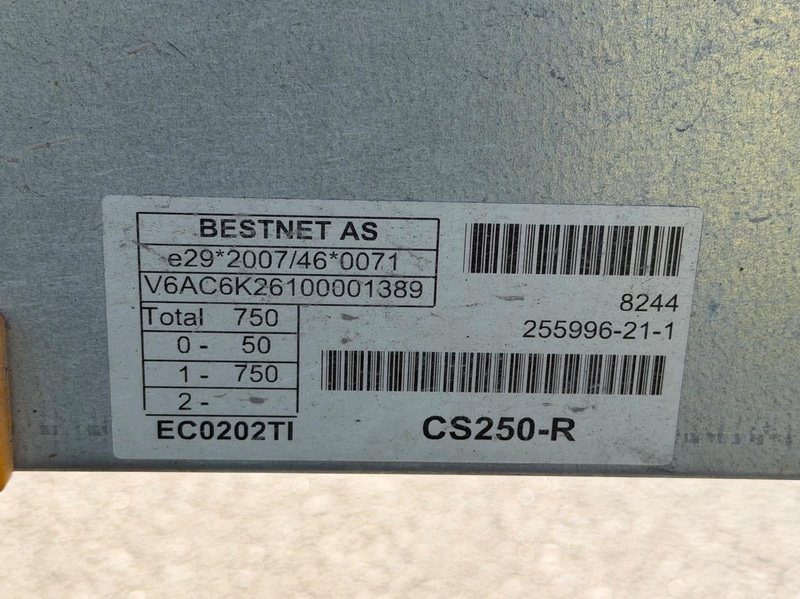 BESTNET AS
e29*2007/46*0071
V6AC6K26100001389
Total 750
0 - 50
1 - 750
2 -
EC0202TI
8244
255996-21-1
CS250-R